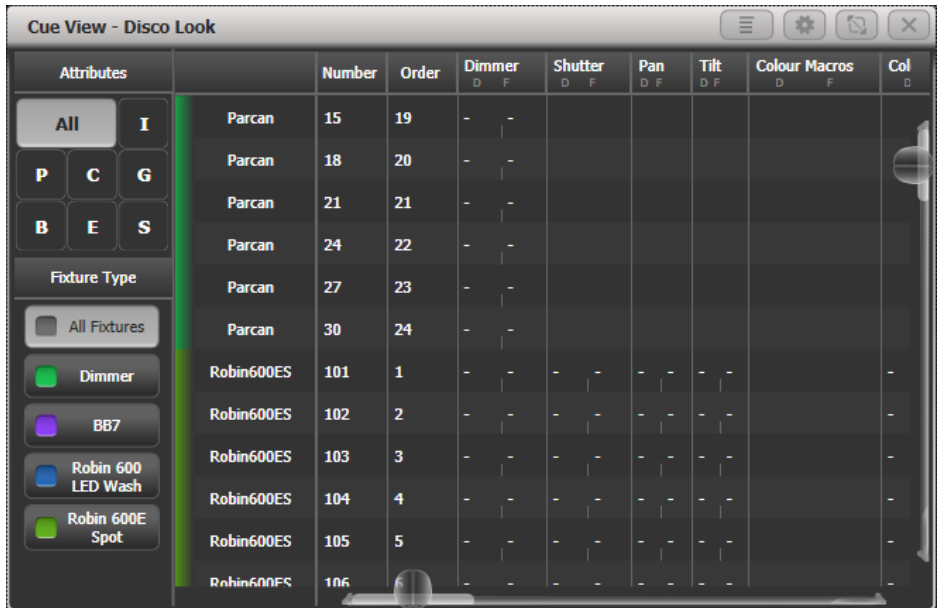 Cue View - Disco Look
Attributes
All
I
P
C
G
B
E
S
Fixture Type
All Fixtures
Dimmer
BB7
Robin 600
LED Wash
Robin 600E
Spot
Number Order Dimmer Shutter Pan Tilt Colour Macros Col
D F D F D F D F D F D
Parcan 15 19 - -
Parcan 18 20 - -
Parcan 21 21 - -
Parcan 24 22 - -
Parcan 27 23 - -
Parcan 30 24 - -
Robin600ES 101 1 - - - - - - - - -
Robin600ES 102 2 - - - - - - - - -
Robin600ES 103 3 - - - - - - - - -
Robin600ES 104 4 - - - - - - - - -
Robin600ES 105 5 - - - - - - - - -
Robin600ES 106 6 - - - - - - - - -